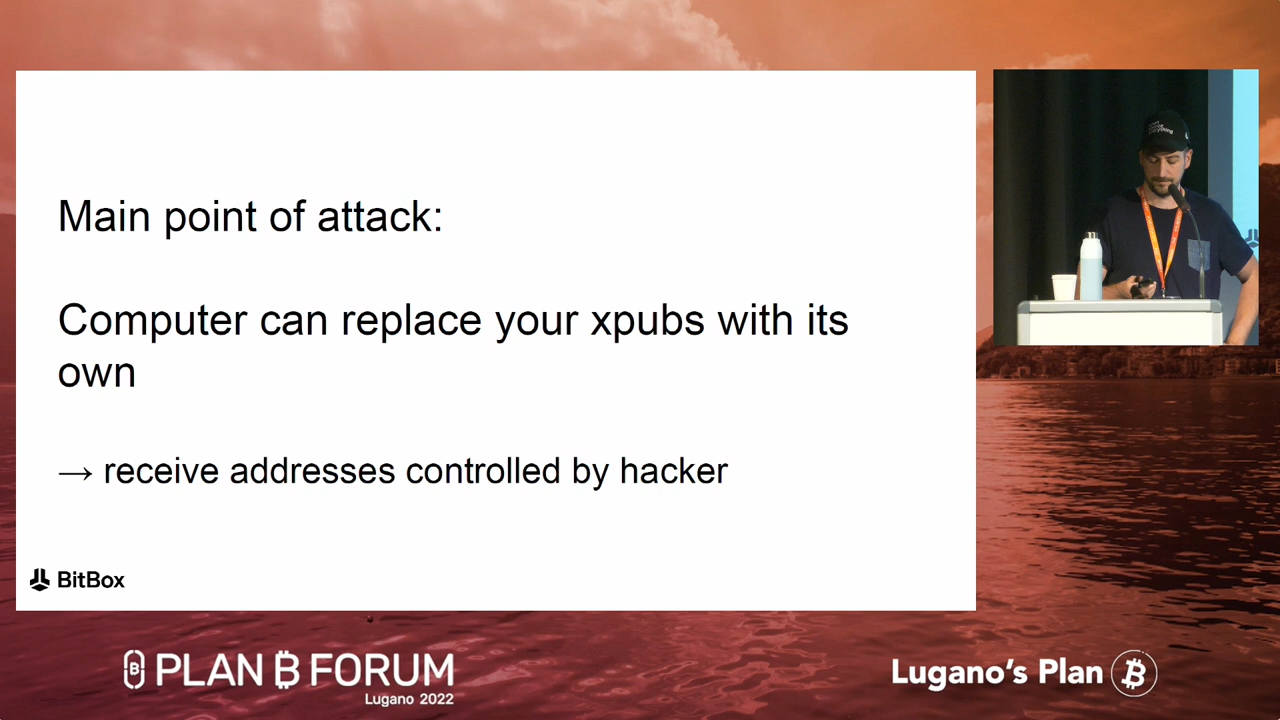 Main point of attack:
Computer can replace your xpubs with its
own
→ receive addresses controlled by hacker
BitBox
PLAN ₿ FORUM
Lugano 2022
Lugano's Plan ₿